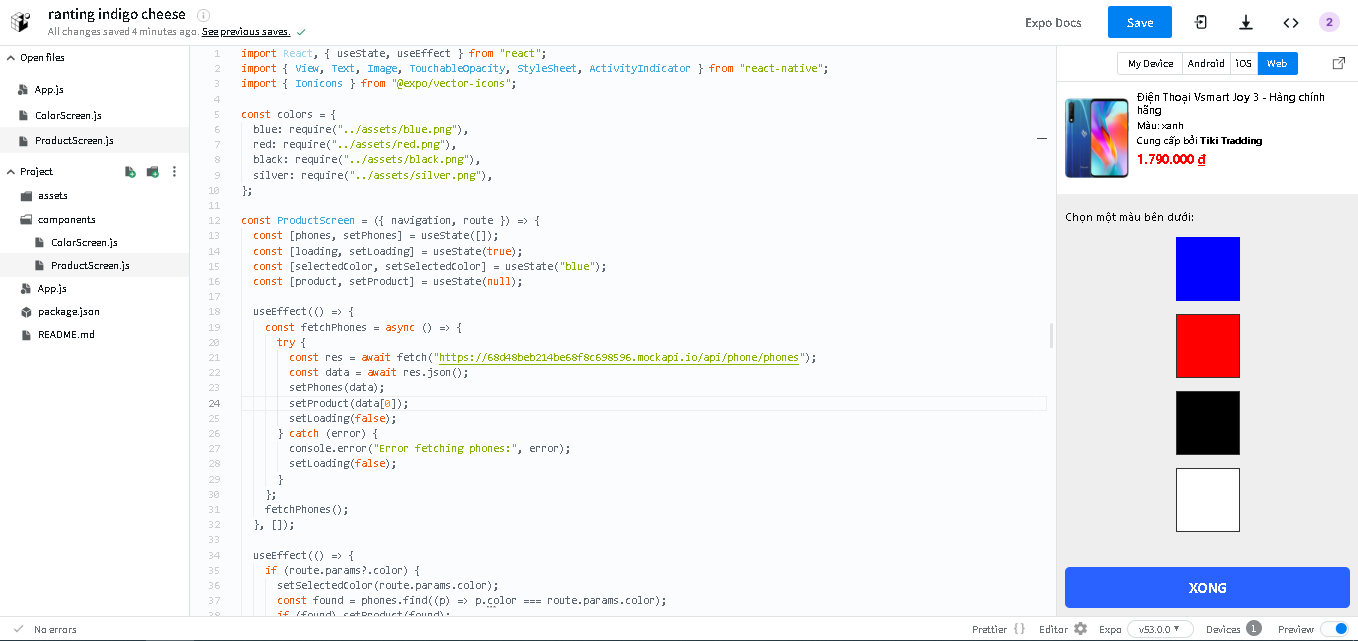 ranting indigo cheese
All changes saved 4 minutes ago. See previous saves.
Expo Docs
Save
2
Open files
App.js
ColorScreen.js
ProductScreen.js
Project
assets
components
ColorScreen.js
ProductScreen.js
App.js
package.json
README.md
1 import React, { useState, useEffect } from "react";
2 import { View, Text, Image, TouchableOpacity, StyleSheet, ActivityIndicator } from "react-native";
3 import { Ionicons } from "@expo/vector-icons";
4
5 const colors = {
6 blue: require("../assets/blue.png"),
7 red: require("../assets/red.png"),
8 black: require("../assets/black.png"),
9 silver: require("../assets/silver.png"),
10 };
11
12 const ProductScreen = ({ navigation, route }) => {
13 const [phones, setPhones] = useState([]);
14 const [loading, setLoading] = useState(true);
15 const [selectedColor, setSelectedColor] = useState("blue");
16 const [product, setProduct] = useState(null);
17
18 useEffect(() => {
19 const fetchPhones = async () => {
20 try {
21 const res = await fetch("https://68d48beb214be68f8c698596.mockapi.io/api/phone/phones");
22 const data = await res.json();
23 setPhones(data);
24 setProduct(data[0]);
25 setLoading(false);
26 } catch (error) {
27 console.error("Error fetching phones:", error);
28 setLoading(false);
29 }
30 };
31 fetchPhones();
32 }, []);
33
34 useEffect(() => {
35 if (route.params?.color) {
36 setSelectedColor(route.params.color);
37 const found = phones.find((p) => p.color === route.params.color);
38 if (found) setProduct(found);
My Device
Android
iOS
Web
Điện Thoại Vsmart Joy 3 - Hàng chính
hãng
Màu: xanh
Cung cấp bởi Tiki Tradding
1.790.000 đ
Chọn một màu bên dưới:
XONG
No errors
Prettier { }
Editor
Expo
v53.0.0
Devices 1
Preview